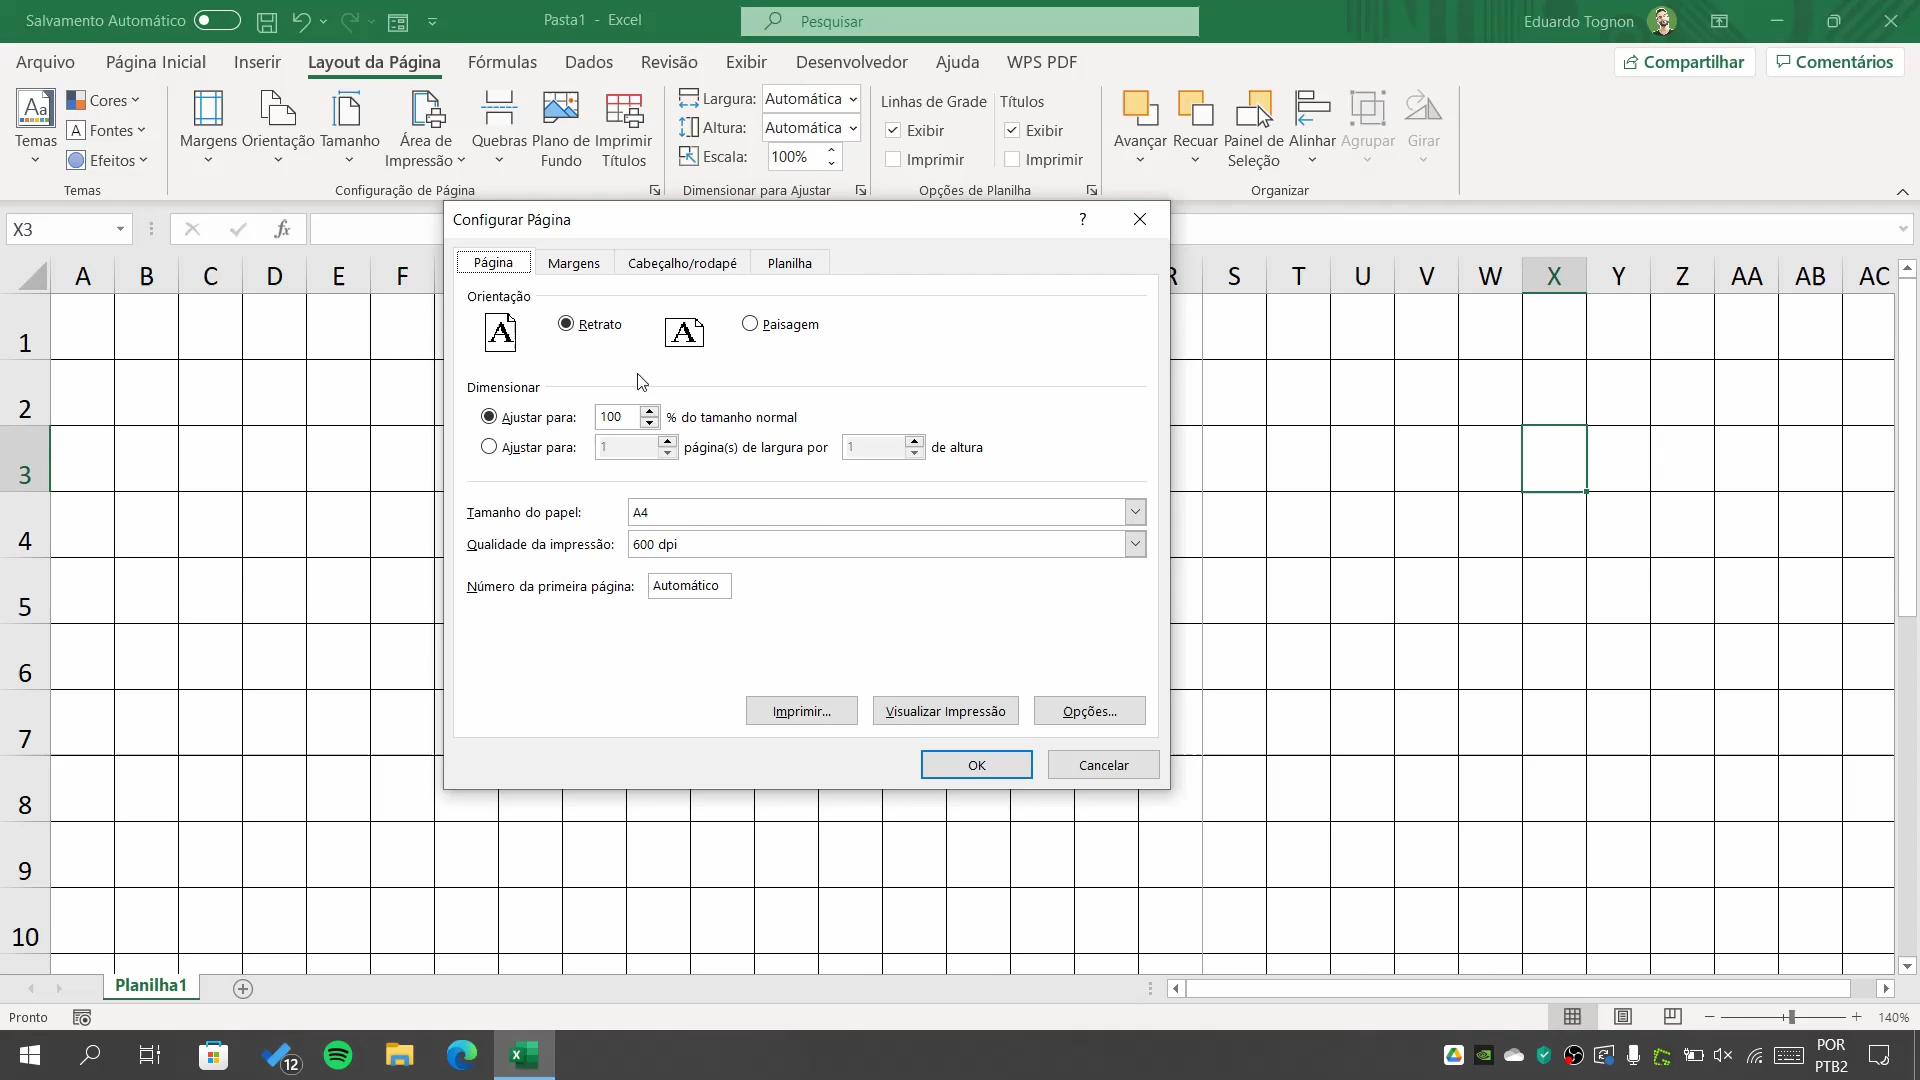 Salvamento Automático
Pasta1 - Excel
Pesquisar
Eduardo Tognon
Arquivo Página Inicial Inserir Layout da Página Fórmulas Dados Revisão Exibir Desenvolvedor Ajuda WPS PDF
Compartilhar
Comentários
Aa
Temas
Cores
A Fontes
Efeitos
Temas
Margens
Orientação
Tamanho
Área de Impressão
Quebras
Plano de Fundo
Imprimir Títulos
Configuração de Página
Largura: Automática
Altura: Automática
Escala: 100%
Dimensionar para Ajustar
Linhas de Grade
Exibir
Imprimir
Títulos
Exibir
Imprimir
Opções de Planilha
Avançar
Recuar
Painel de Seleção
Alinhar
Agrupar
Girar
Organizar
X3
fx
Configurar Página
?
Página Margens Cabeçalho/rodapé Planilha
Orientação
A Retrato A Paisagem
Dimensionar
Ajustar para: 100 % do tamanho normal
Ajustar para: 1 página(s) de largura por 1 de altura
Tamanho do papel: A4
Qualidade da impressão: 600 dpi
Número da primeira página: Automático
Imprimir... Visualizar Impressão Opções...
OK Cancelar
A B C D E F R S T U V W X Y Z AA AB AC
1
2
3
4
5
6
7
8
9
10
Planilha1
Pronto
140%
12
POR
PTB2